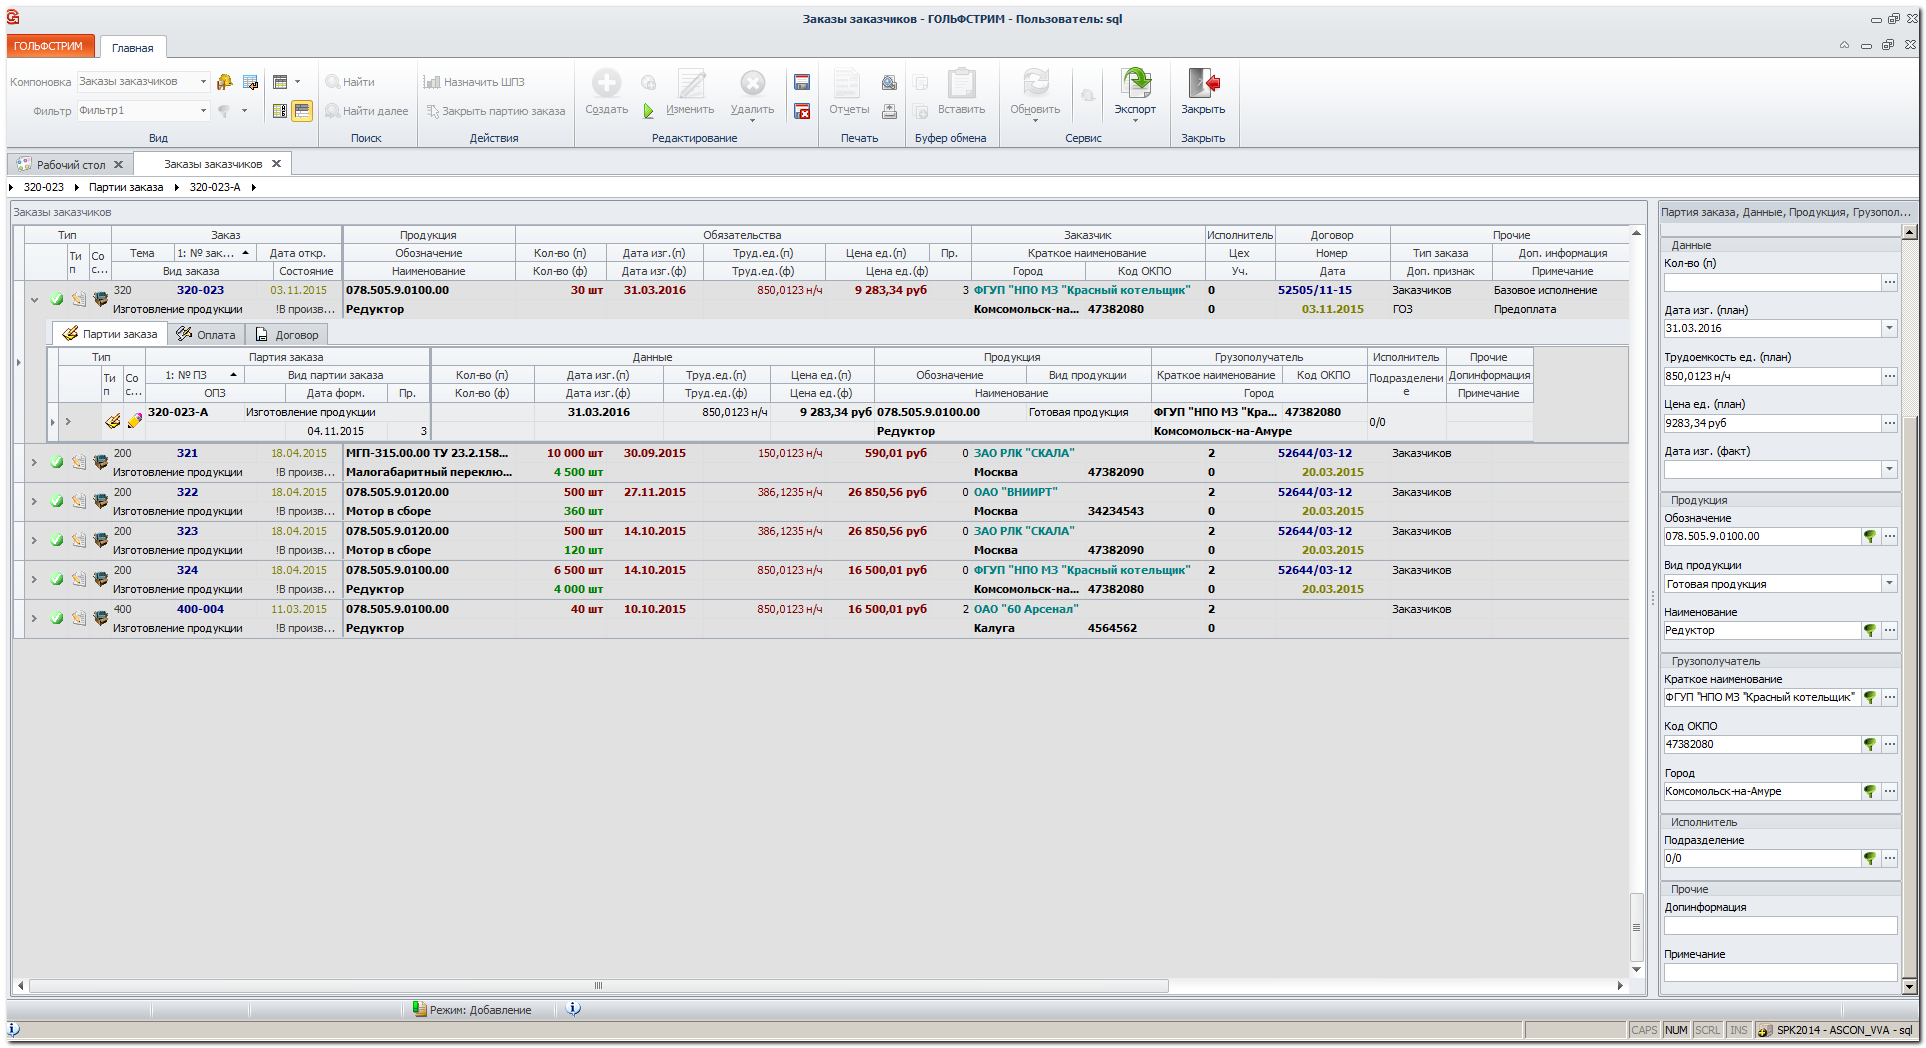 Заказы заказчиков - ГОЛЬФСТРИМ - Пользователь: sql
ГОЛЬФСТРИМ Главная
Компоновка Заказы заказчиков Найти Назначить ШПЗ Создать Изменить Удалить Отчеты Вставить Обновить Экспорт Закрыть
Фильтр Фильтр1 Найти далее Закрыть партию заказа
Вид Поиск Действия Редактирование Печать Буфер обмена Сервис Закрыть
Рабочий стол Заказы заказчиков
320-023 Партии заказа 320-023-А
Заказы заказчиков
Тип Заказ Продукция Обязательства Заказчик Исполнитель Договор Прочие
Ти п Со с... Тема 1: № зак... Дата откр. Обозначение Кол-во (п) Дата изг.(п) Труд.ед.(п) Цена ед.(п) Пр. Краткое наименование Цех Номер Тип заказа Доп. информация
Вид заказа Состояние Наименование Кол-во (ф) Дата изг.(ф) Труд.ед.(ф) Цена ед.(ф) Город Код ОКПО Уч. Дата Доп. признак Примечание
320 320-023 03.11.2015 078.505.9.0100.00 30 шт 31.03.2016 850,0123 н/ч 9 283,34 руб 3 ФГУП "НПО МЗ "Красный котельщик" 0 52505/11-15 Заказчиков Базовое исполнение
Изготовление продукции !В произв... Редуктор Комсомольск-на... 47382080 0 03.11.2015 ГОЗ Предоплата
Партии заказа Оплата Договор
Тип Партия заказа Данные Продукция Грузополучатель Исполнитель Прочие
Ти п Со с... 1: № ПЗ Вид партии заказа Кол-во (п) Дата изг.(п) Труд.ед.(п) Цена ед.(п) Обозначение Вид продукции Краткое наименование Код ОКПО Подразделени е Допинформация
ОПЗ Дата форм. Пр. Кол-во (ф) Дата изг.(ф) Труд.ед.(ф) Цена ед.(ф) Наименование Город Примечание
320-023-А Изготовление продукции 31.03.2016 850,0123 н/ч 9 283,34 руб 078.505.9.0100.00 Готовая продукция ФГУП "НПО МЗ "Кра... 47382080 0/0
04.11.2015 3 Редуктор Комсомольск-на-Амуре
200 321 18.04.2015 МГП-315.00.00 ТУ 23.2.158... 10 000 шт 30.09.2015 150,0123 н/ч 590,01 руб 0 ЗАО РЛК "СКАЛА" 2 52644/03-12 Заказчиков
Изготовление продукции !В произв... Малогабаритный переклю... 4 500 шт Москва 47382090 0 20.03.2015
200 322 18.04.2015 078.505.9.0120.00 500 шт 27.11.2015 386,1235 н/ч 26 850,56 руб 0 ОАО "ВНИИРТ" 2 52644/03-12 Заказчиков
Изготовление продукции !В произв... Мотор в сборе 360 шт Москва 34234543 0 20.03.2015
200 323 18.04.2015 078.505.9.0120.00 500 шт 14.10.2015 386,1235 н/ч 26 850,56 руб 0 ЗАО РЛК "СКАЛА" 2 52644/03-12 Заказчиков
Изготовление продукции !В произв... Мотор в сборе 120 шт Москва 47382090 0 20.03.2015
200 324 18.04.2015 078.505.9.0100.00 6 500 шт 14.10.2015 850,0123 н/ч 16 500,01 руб 0 ФГУП "НПО МЗ "Красный котельщик" 2 52644/03-12 Заказчиков
Изготовление продукции !В произв... Редуктор 4 000 шт Комсомольск-на... 47382080 0 20.03.2015
400 400-004 11.03.2015 078.505.9.0100.00 40 шт 10.10.2015 850,0123 н/ч 16 500,01 руб 2 ОАО "60 Арсенал" 2 Заказчиков
Изготовление продукции !В произв... Редуктор Калуга 4564562 0
Партия заказа, Данные, Продукция, Грузопол...
Данные
Кол-во (п)
Дата изг. (план)
31.03.2016
Трудоемкость ед. (план)
850,0123 н/ч
Цена ед. (план)
9283,34 руб
Дата изг. (факт)
Продукция
Обозначение
078.505.9.0100.00
Вид продукции
Готовая продукция
Наименование
Редуктор
Грузополучатель
Краткое наименование
ФГУП "НПО МЗ "Красный котельщик"
Код ОКПО
47382080
Город
Комсомольск-на-Амуре
Исполнитель
Подразделение
0/0
Прочие
Допинформация
Примечание
Режим: Добавление
CAPS NUM SCRL INS SPK2014 - ASCON_VVA - sql